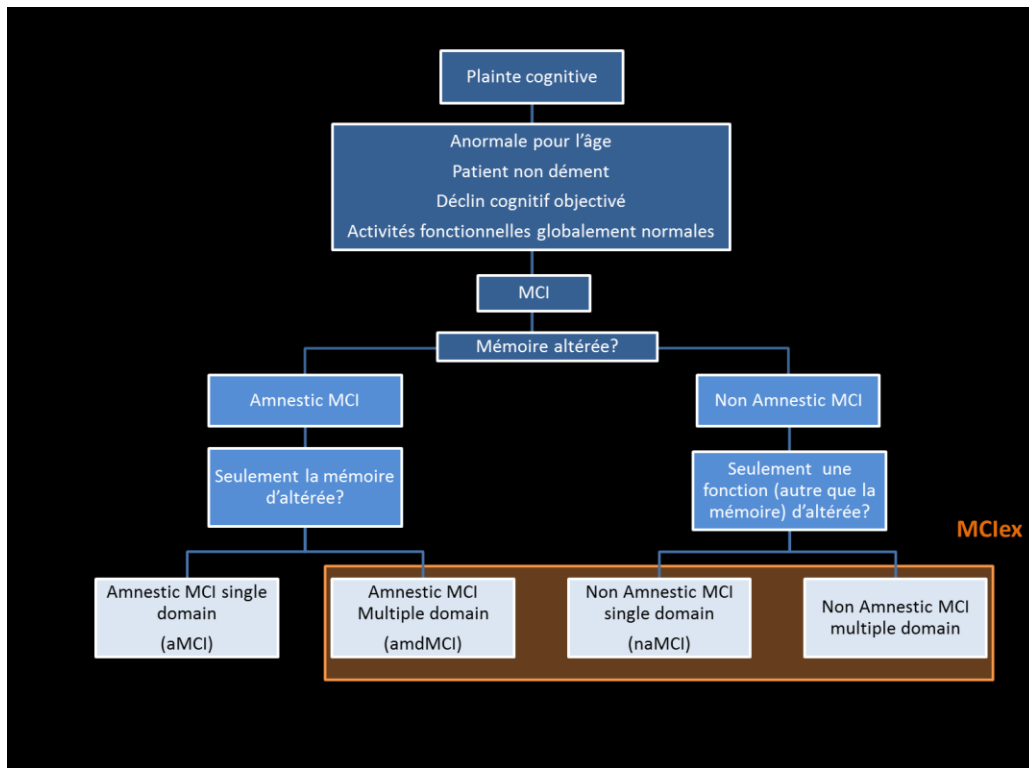 Plainte cognitive
Anormale pour l'âge
Patient non dément
Déclin cognitif objectivé
Activités fonctionnelles globalement normales
MCI
Mémoire altérée?
Amnestic MCI
Non Amnestic MCI
Seulement la mémoire
d'altérée?
Seulement une
fonction (autre que la
mémoire) d'altérée?
MCIex
Amnestic MCI single
domain
(aMCI)
Amnestic MCI
Multiple domain
(amdMCI)
Non Amnestic MCI
single domain
(naMCI)
Non Amnestic MCI
multiple domain